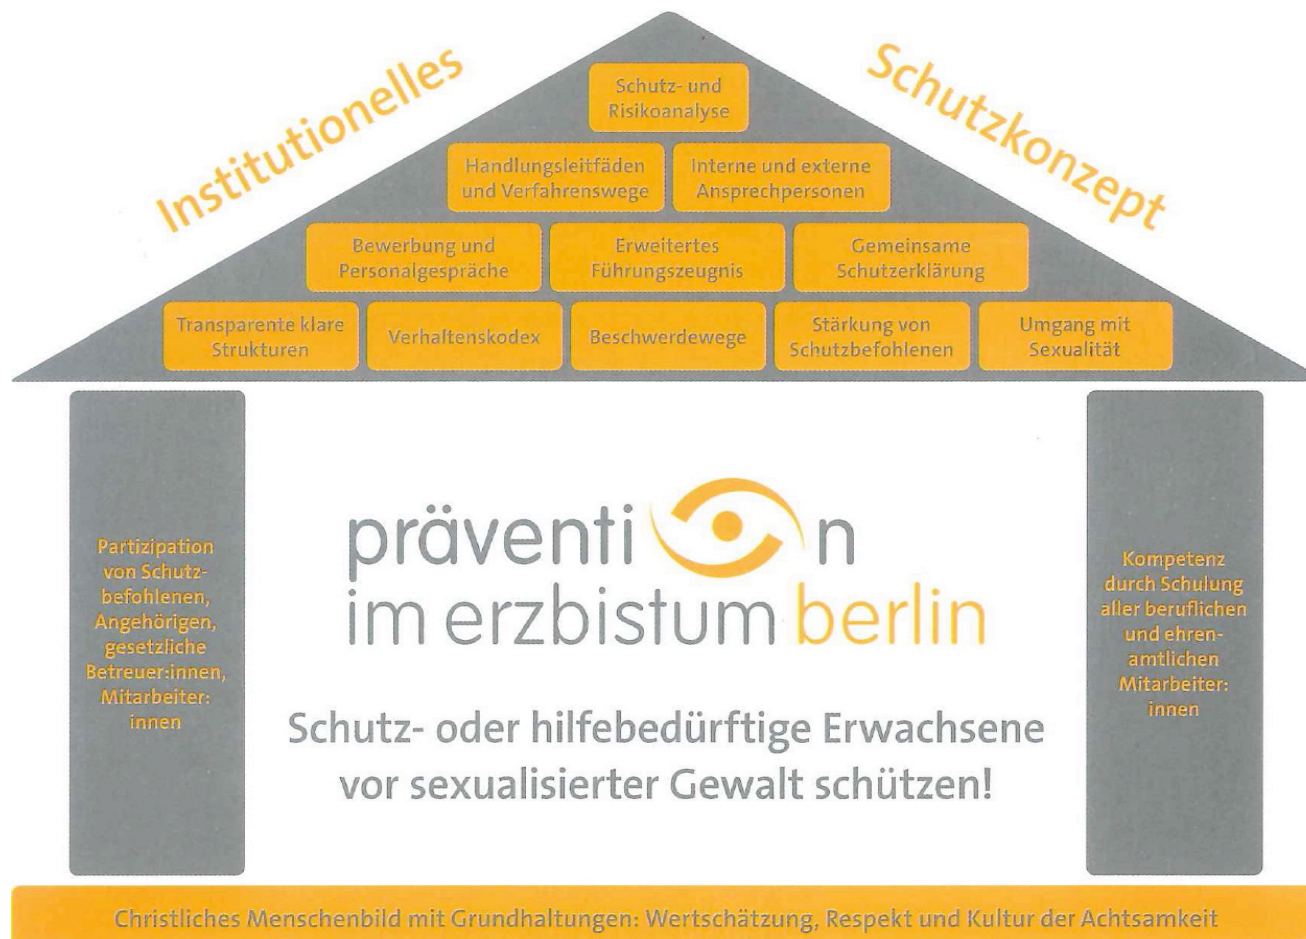 Institutionelles
Schutzkonzept
Schutz- und
Risikoanalyse
Handlungsleitfäden
und Verfahrenswege
Interne und externe
Ansprechpersonen
Bewerbung und
Personalgespräche
Erweitertes
Führungszeugnis
Gemeinsame
Schutzerklärung
Transparente klare
Strukturen
Verhaltenskodex
Beschwerdewege
Stärkung von
Schutzbefohlenen
Umgang mit
Sexualität
Partizipation
von Schutz-
befohlenen,
Angehörigen,
gesetzliche
Betreuer:innen,
Mitarbeiter:
innen
prävention
im erzbistum berlin
Schutz- oder hilfebedürftige Erwachsene
vor sexualisierter Gewalt schützen!
Kompetenz
durch Schulung
aller beruflichen
und ehren-
amtlichen
Mitarbeiter:
innen
Christliches Menschenbild mit Grundhaltungen: Wertschätzung, Respekt und Kultur der Achtsamkeit